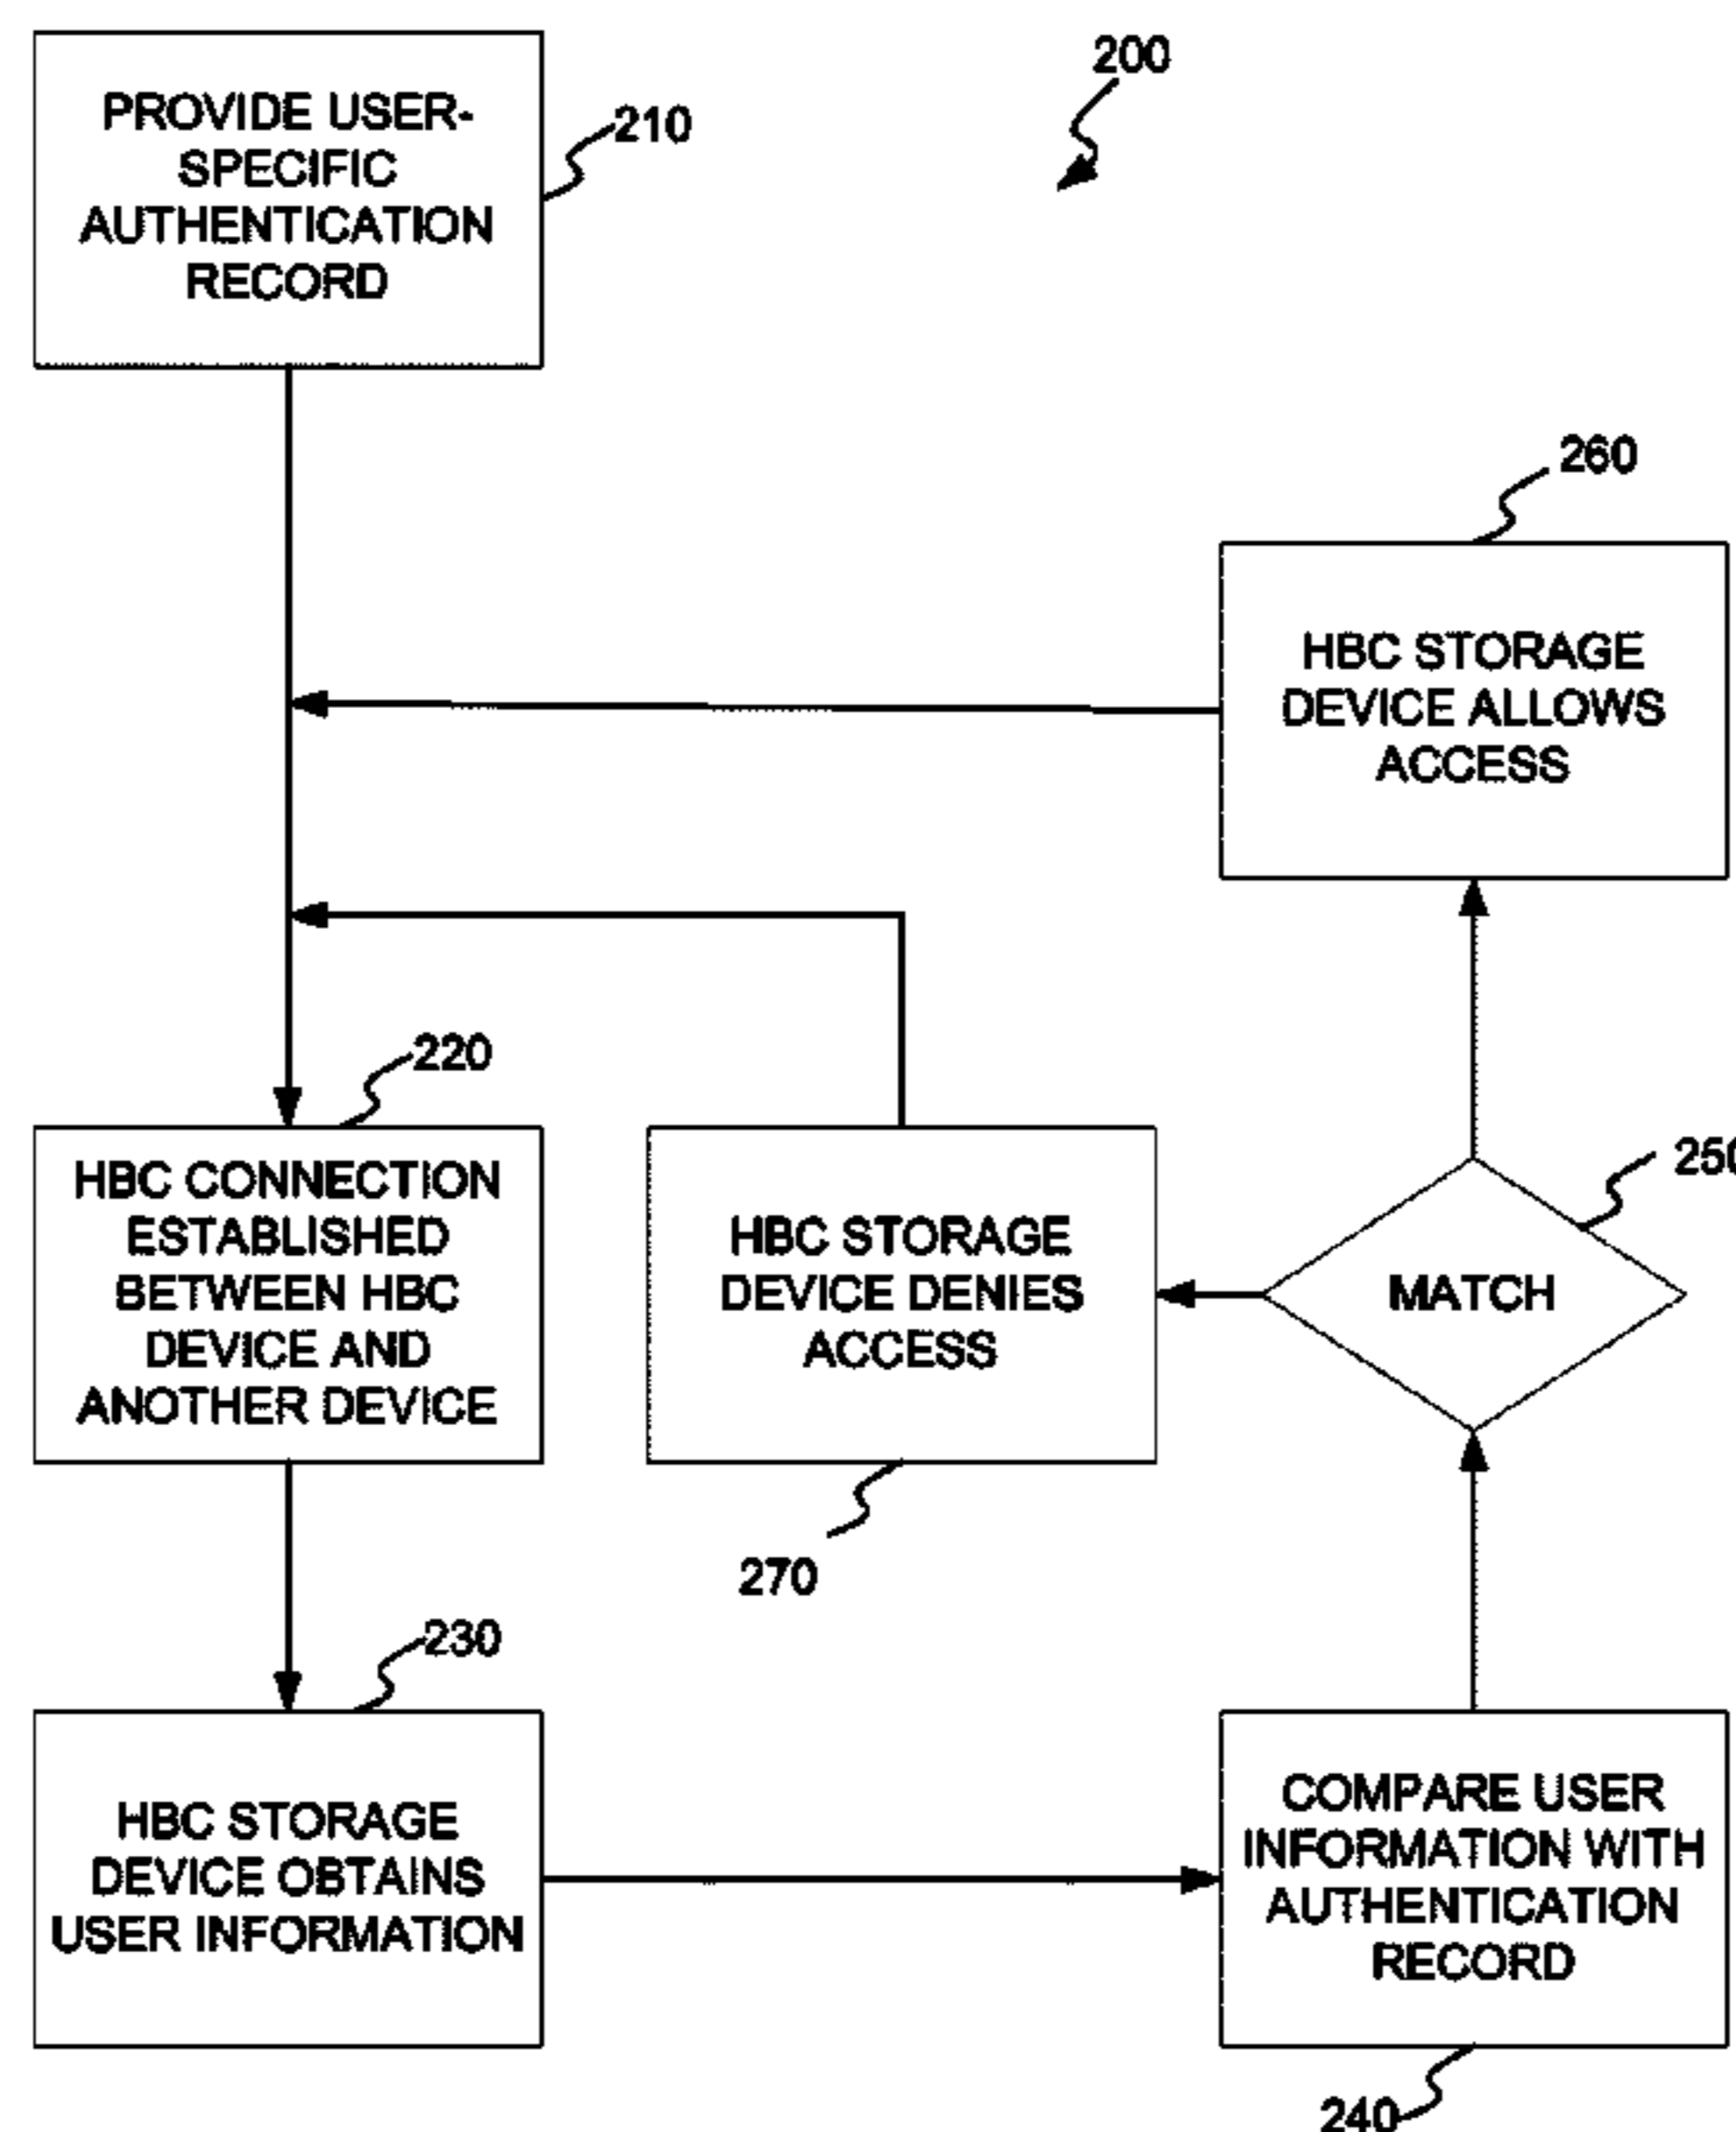 200
PROVIDE USER-
SPECIFIC
AUTHENTICATION
RECORD
210
260
HBC STORAGE
DEVICE ALLOWS
ACCESS
220
HBC CONNECTION
ESTABLISHED
BETWEEN HBC
DEVICE AND
ANOTHER DEVICE
HBC STORAGE
DEVICE DENIES
ACCESS
270
MATCH
250
230
HBC STORAGE
DEVICE OBTAINS
USER INFORMATION
COMPARE USER
INFORMATION WITH
AUTHENTICATION
RECORD
240